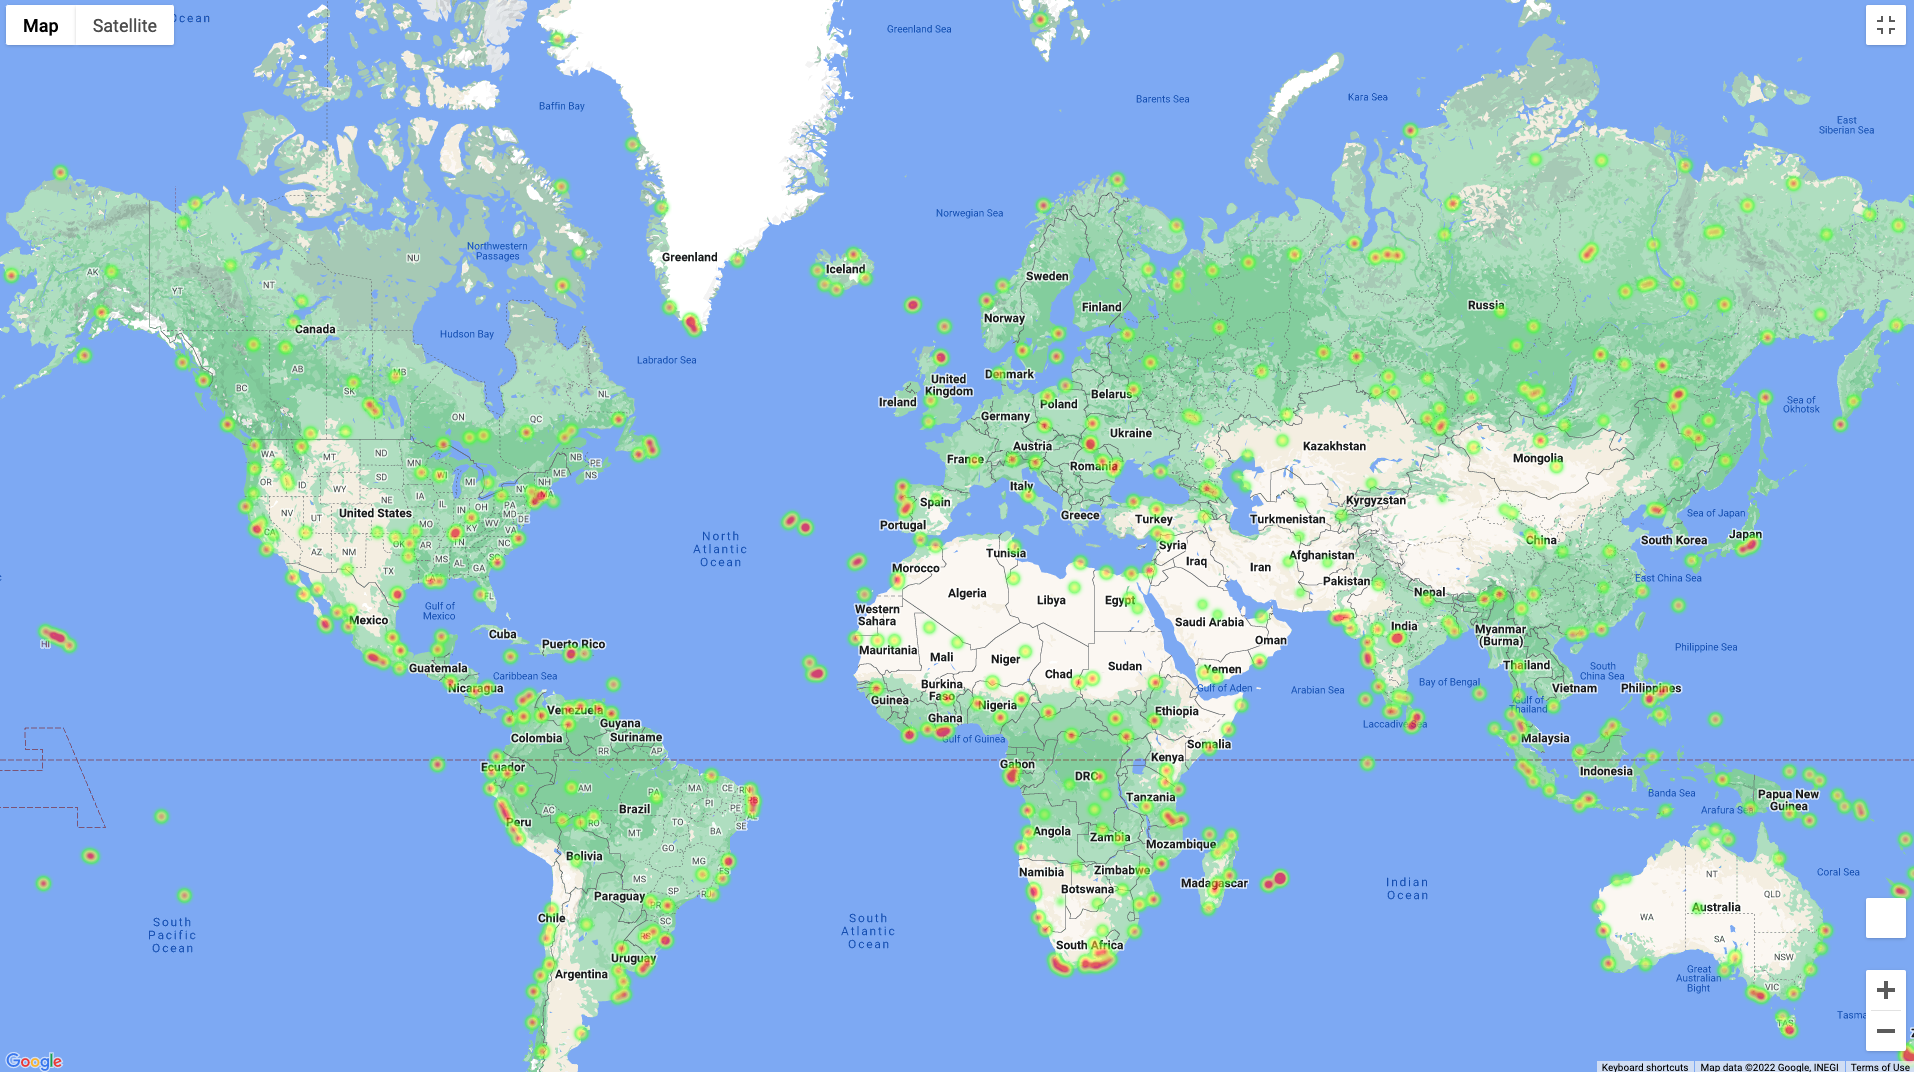 Map
Satellite
Ocean
Greenland Sea
Barents Sea
Kara Sea
East
Siberian Sea
Baffin Bay
Norwegian Sea
Northwestern
Passages
NU
Greenland
Iceland
Sweden
AK
YT
NT
Finland
Russia
Norway
Canada
Hudson Bay
Labrador Sea
AB
MB
BC
SK
Denmark
United
Kingdom
NL
Ireland
Belarus
Poland
Sea of
Okhotsk
ON
QC
Germany
Ukraine
Austria
Kazakhstan
Mongolia
WA
MT
ND
MN
NB
PE
France
Romania
OR
ID
WY
SD
WI
MI
ME
NS
NH
Italy
Spain
Kyrgyzstan
NE
IA
IL
IN
OH
NY
PA
MA
United States
Greece
Portugal
Turkey
Turkmenistan
Sea of Japan
NV
UT
MO
KY
WV
MD
DE
VA
North
Atlantic
Ocean
Tunisia
Syria
Iraq
Iran
Afghanistan
China
South Korea
Japan
CA
AZ
NM
OK
AR
TN
NC
SC
TX
MS
AL
GA
Morocco
Pakistan
Nepal
East China Sea
FL
Algeria
Libya
Egypt
Gulf of
Mexico
Western
Sahara
Saudi Arabia
India
Myanmar
(Burma)
Mexico
Cuba
Puerto Rico
Oman
HI
Mauritania
Mali
Niger
Chad
Sudan
Yemen
Thailand
Philippine Sea
South
China Sea
Guatemala
Caribbean Sea
Nicaragua
Burkina
Faso
Gulf of Aden
Arabian Sea
Bay of Bengal
Vietnam
Philippines
Guinea
Nigeria
Ghana
Ethiopia
Gulf of
Thailand
Laccadive Sea
Venezuela
Guyana
Suriname
Colombia
Gulf of Guinea
Somalia
Malaysia
RR
AP
Ecuador
Gabon
DRC
Kenya
Indonesia
AM
PA
MA
CE
RN
Brazil
PI
PE
AL
SE
Tanzania
Banda Sea
Papua New
Guinea
Arafura Sea
AC
RO
TO
BA
MT
Peru
Angola
Zambia
Mozambique
Bolivia
GO
MG
ES
Namibia
Zimbabwe
Botswana
Madagascar
Indian
Ocean
Coral Sea
NT
QLD
MS
SP
RJ
PR
Paraguay
SC
RS
Australia
WA
SA
NSW
VIC
TAS
Chile
South
Pacific
Ocean
South
Atlantic
Ocean
South Africa
Uruguay
Argentina
Great
Australian
Bight
Tasma
Google
Keyboard shortcuts
Map data ©2022 Google, INEGI
Terms of Use